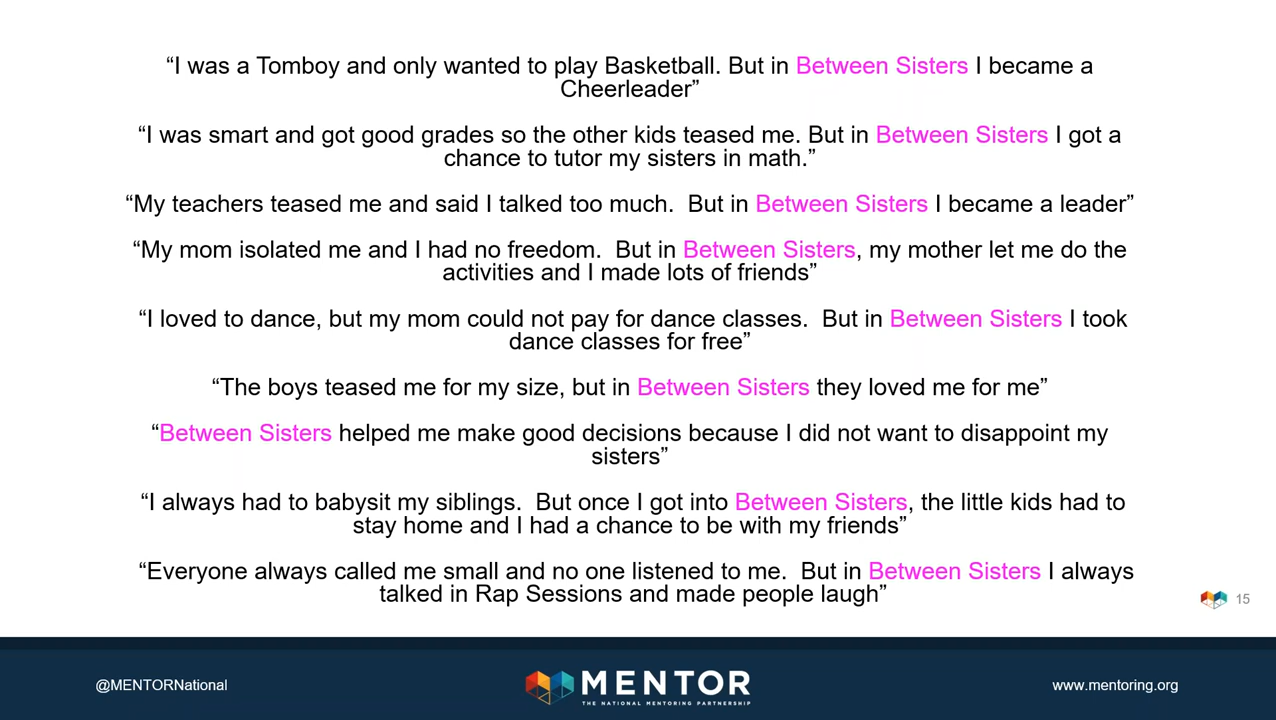 “I was a Tomboy and only wanted to play Basketball. But in Between Sisters I became a
Cheerleader”
“I was smart and got good grades so the other kids teased me. But in Between Sisters I got a
chance to tutor my sisters in math.”
“My teachers teased me and said I talked too much.  But in Between Sisters I became a leader”
“My mom isolated me and I had no freedom.  But in Between Sisters, my mother let me do the
activities and I made lots of friends”
“I loved to dance, but my mom could not pay for dance classes.  But in Between Sisters I took
dance classes for free”
“The boys teased me for my size, but in Between Sisters they loved me for me”
“Between Sisters helped me make good decisions because I did not want to disappoint my
sisters”
“I always had to babysit my siblings.  But once I got into Between Sisters, the little kids had to
stay home and I had a chance to be with my friends”
“Everyone always called me small and no one listened to me.  But in Between Sisters I always
talked in Rap Sessions and made people laugh”
15
@MENTORNational
MENTOR
THE NATIONAL MENTORING PARTNERSHIP
www.mentoring.org